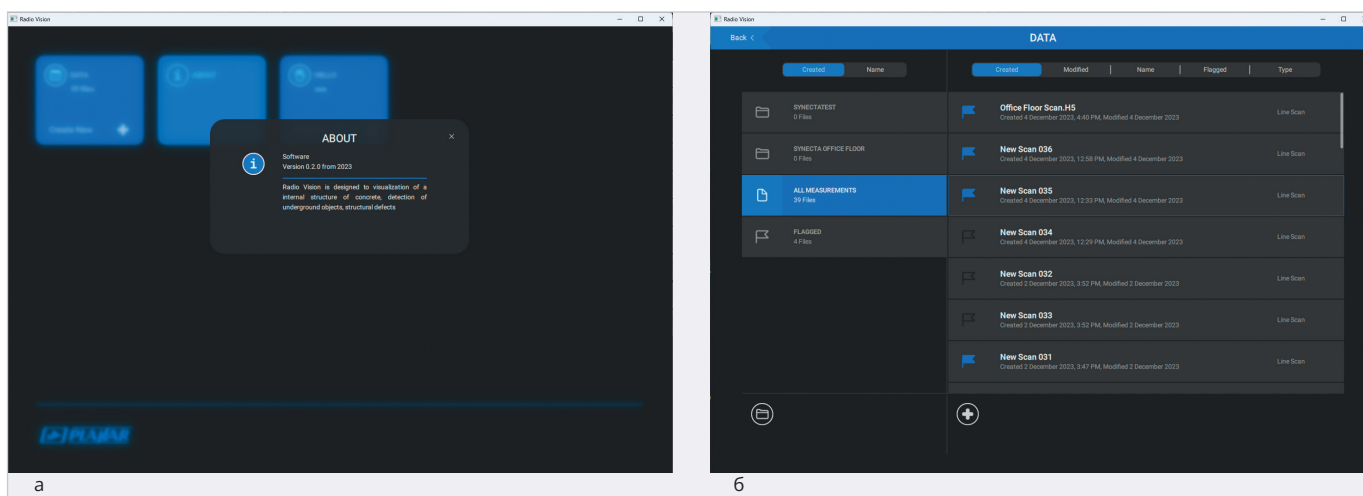 Radio Vision
DATA
39 files
Create New
ABOUT
HELLO
ABOUT
Software
Version 0.2.0 from 2023
Radio Vision is designed to visualization of a
internal structure of concrete, detection of
underground objects, structural defects
а
Radio Vision
Back <
DATA
Created Name
Created Modified Name Flagged Type
SYNECTATEST
0 Files
SYNECTA OFFICE FLOOR
0 Files
ALL MEASUREMENTS
39 Files
FLAGGED
4 Files
Office Floor Scan.H5
Created 4 December 2023, 4:40 PM, Modified 4 December 2023
Line Scan
New Scan 036
Created 4 December 2023, 12:58 PM, Modified 4 December 2023
Line Scan
New Scan 035
Created 4 December 2023, 12:33 PM, Modified 4 December 2023
Line Scan
New Scan 034
Created 4 December 2023, 12:29 PM, Modified 4 December 2023
Line Scan
New Scan 032
Created 2 December 2023, 3:52 PM, Modified 2 December 2023
Line Scan
New Scan 033
Created 2 December 2023, 3:52 PM, Modified 2 December 2023
Line Scan
New Scan 031
Created 2 December 2023, 3:47 PM, Modified 2 December 2023
Line Scan
б